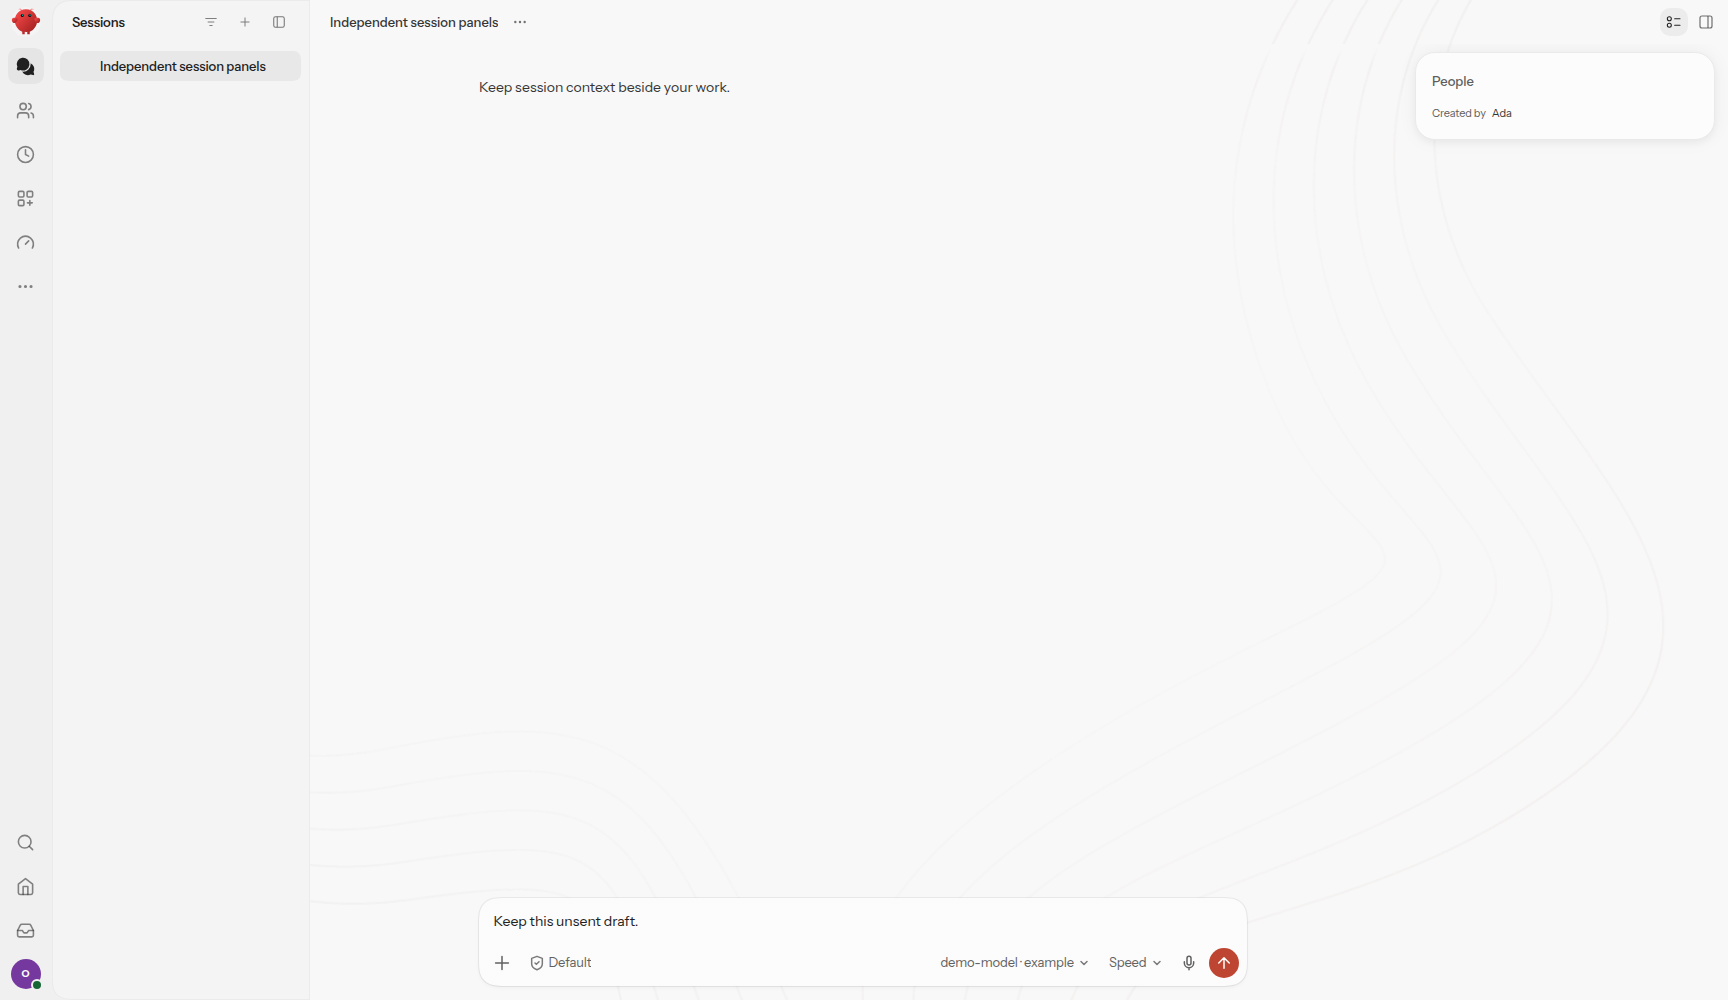 Sessions
Independent session panels
Independent session panels
Keep session context beside your work.
People
Created by Ada
Keep this unsent draft.
Default
demo-model · example
Speed
O